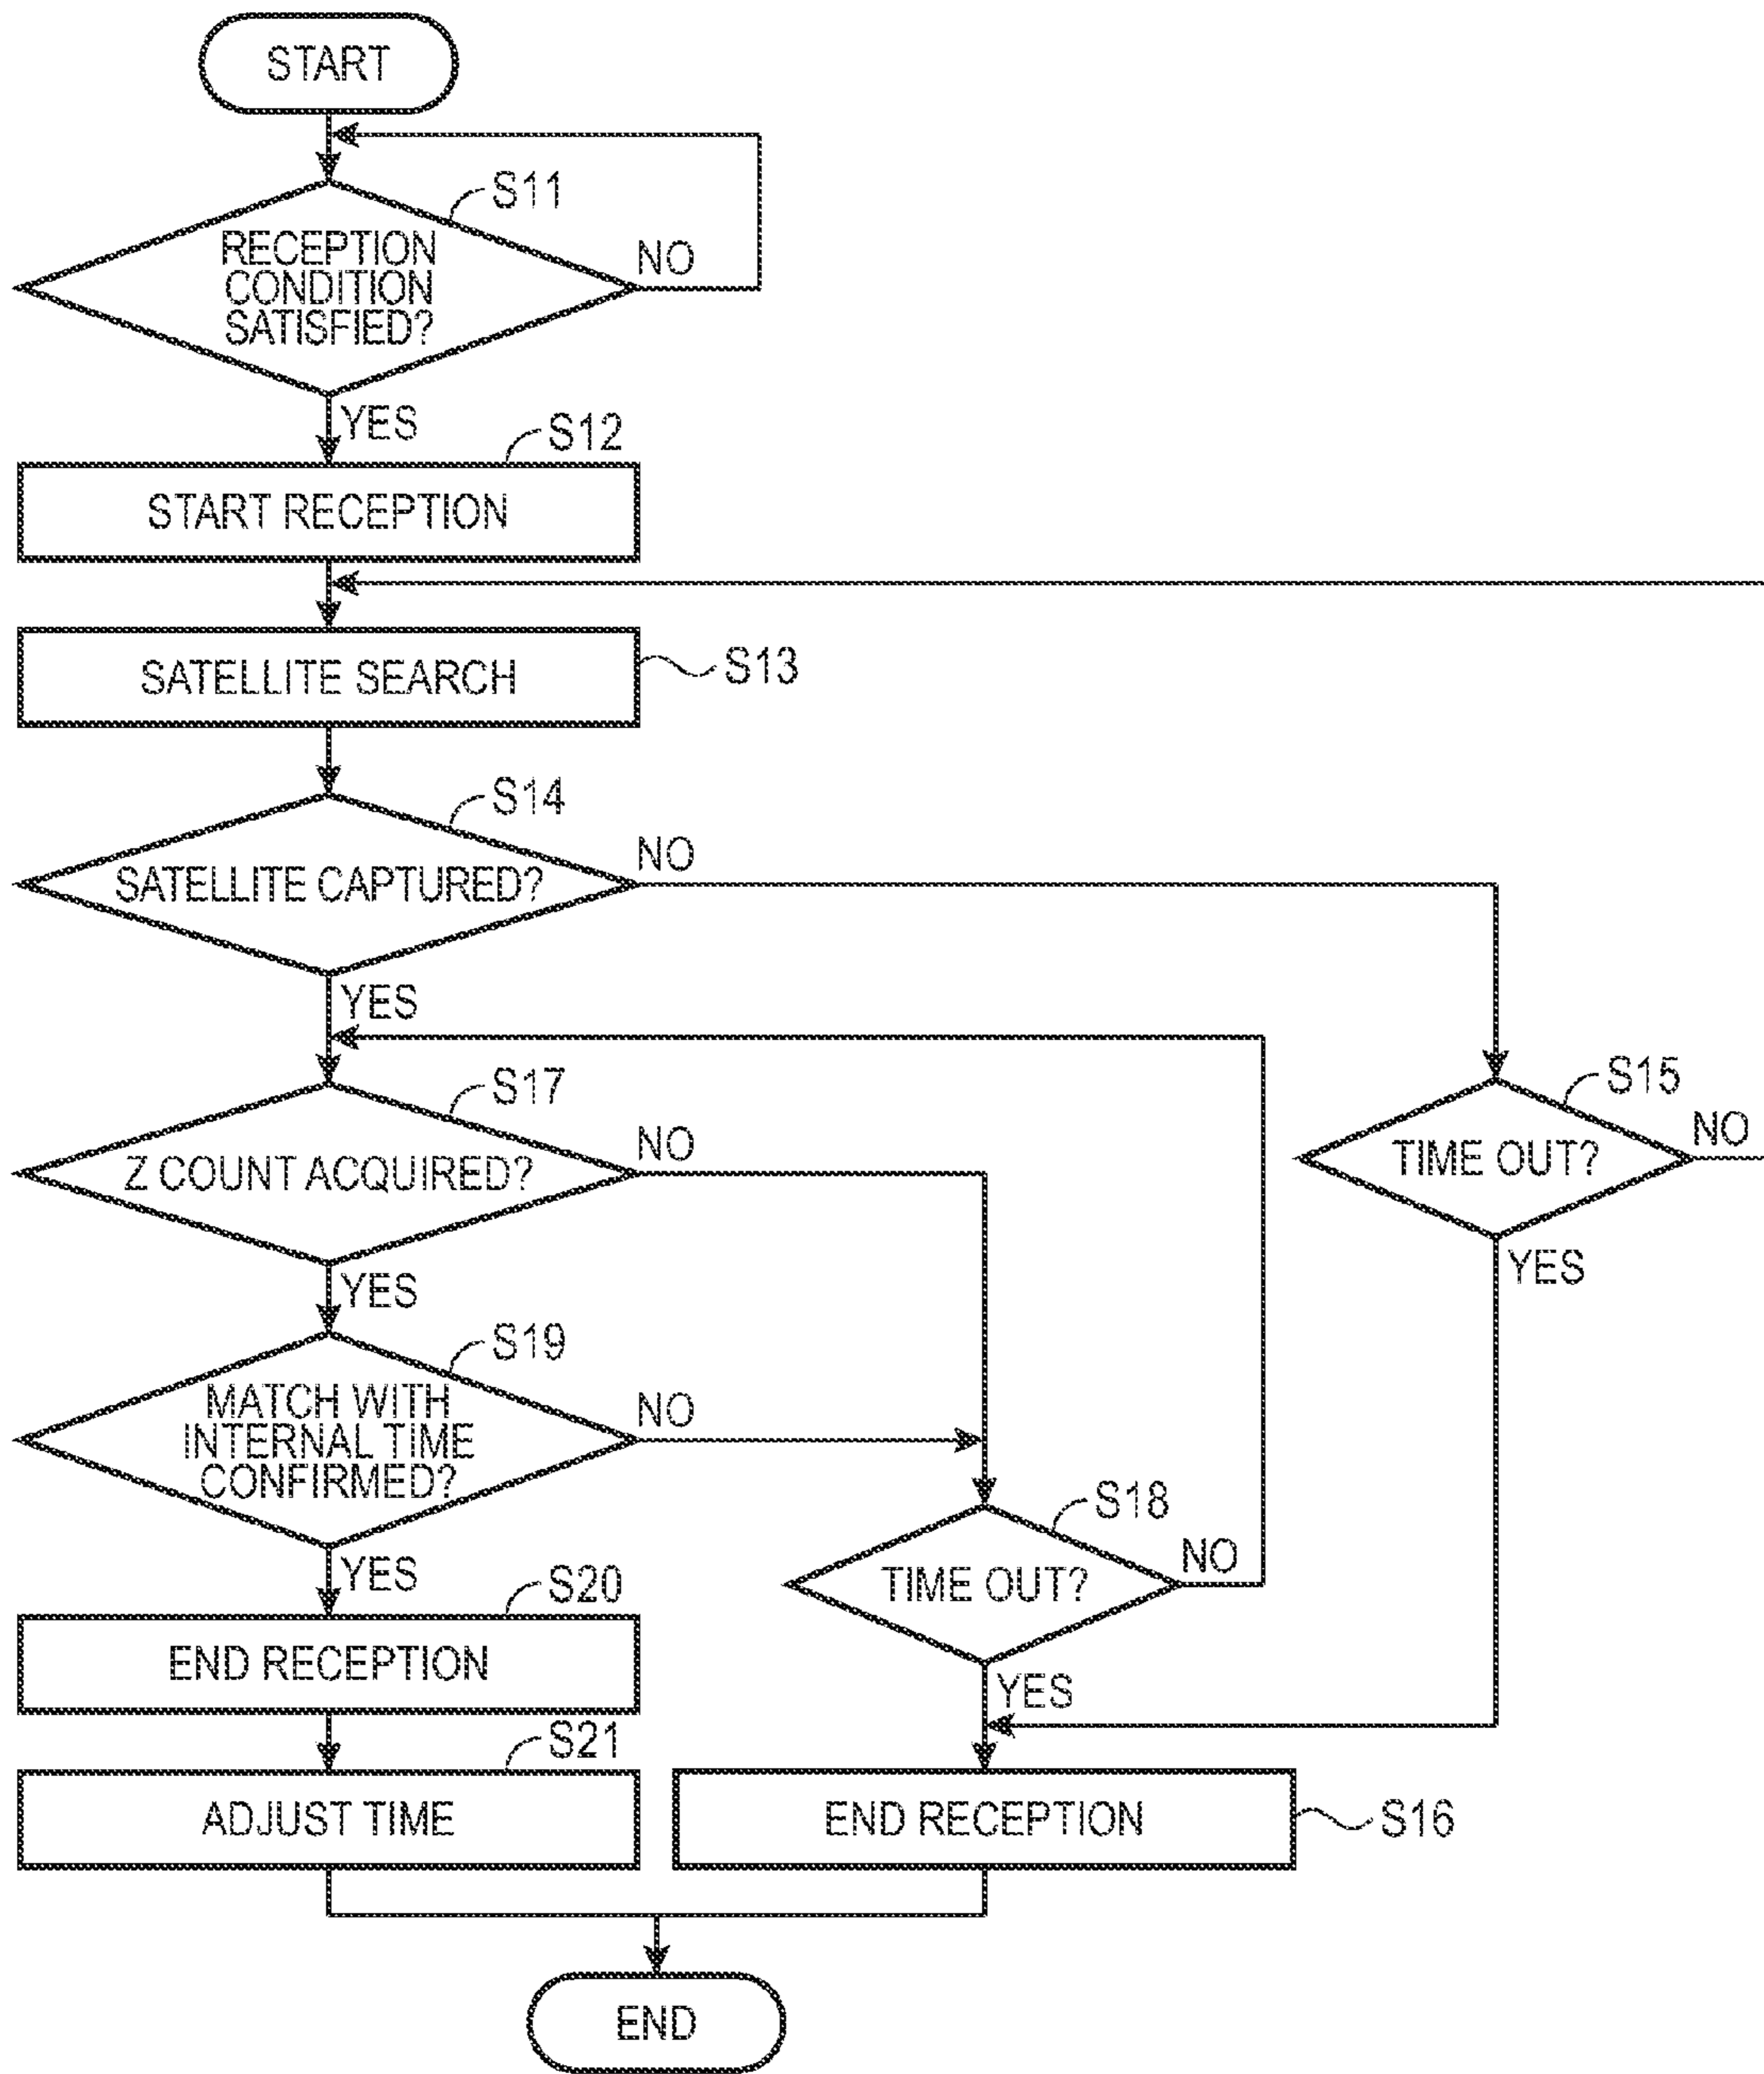 START
S11
RECEPTION
CONDITION
SATISFIED?
NO
YES
S12
START RECEPTION
SATELLITE SEARCH
S13
S14
NO
SATELLITE CAPTURED?
YES
S17
S15
NO
NO
Z COUNT ACQUIRED?
TIME OUT?
YES
YES
S19
MATCH WITH
INTERNAL TIME
CONFIRMED?
NO
S18
NO
TIME OUT?
YES
S20
END RECEPTION
YES
S21
ADJUST TIME
END RECEPTION
S16
END